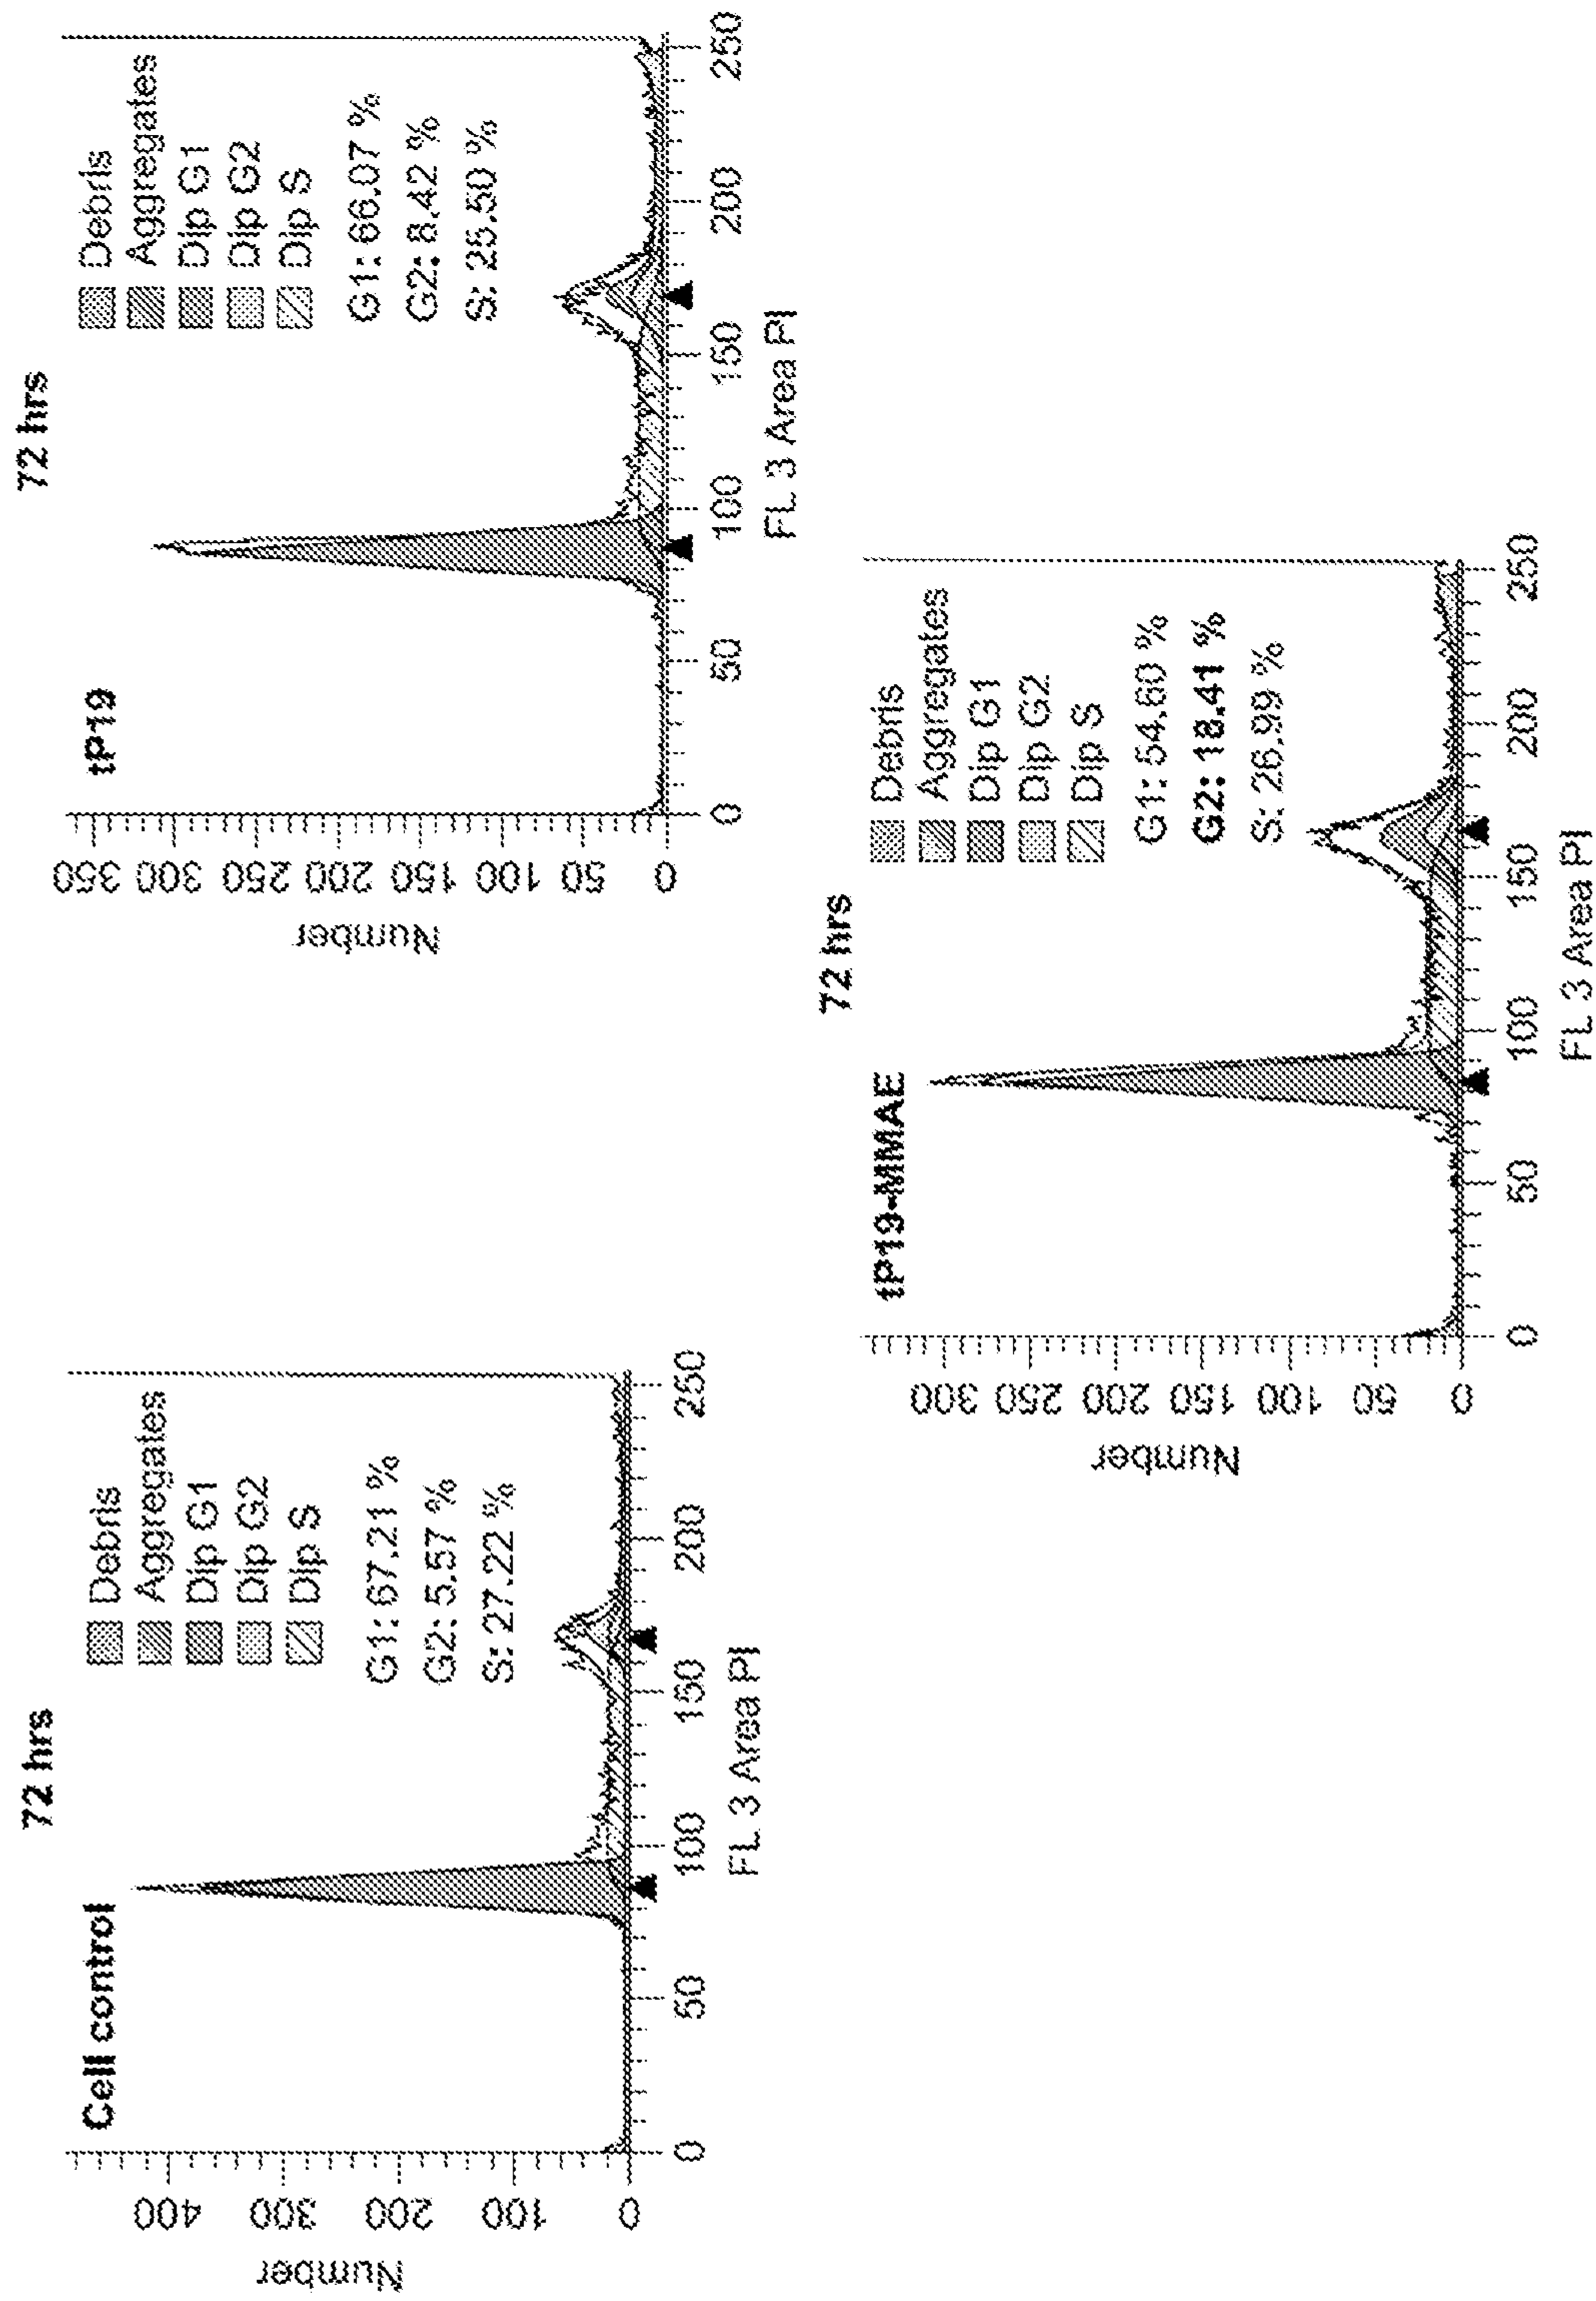 72 hrs
Cell control
Debris
Aggregates
Dip G1
Dip G2
Dip S
G1: 67.21 %
G2: 5.57 %
S: 27.22 %
Number
400
300
200
100
0
0 50 100 150 200 250
FL 3 Area PI
72 hrs
tP19
Debris
Aggregates
Dip G1
Dip G2
Dip S
G1: 66.07 %
G2: 8.42 %
S: 25.50 %
Number
350
300
250
200
150
100
50
0
0 50 100 150 200 250
FL 3 Area PI
72 hrs
tP19-MMAE
Debris
Aggregates
Dip G1
Dip G2
Dip S
G1: 54.60 %
G2: 18.41 %
S: 26.99 %
Number
300
250
200
150
100
50
0
0 50 100 150 200 250
FL 3 Area PI